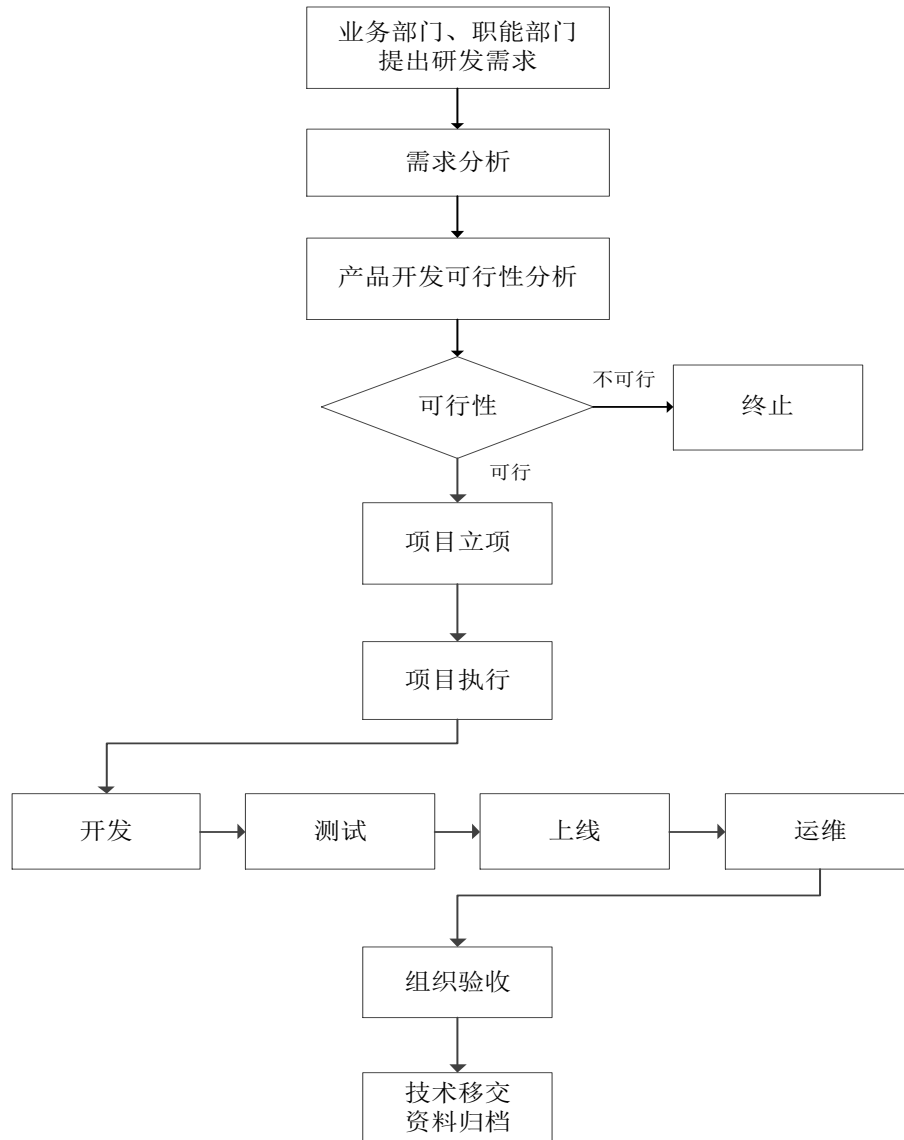 业务部门、职能部门
提出研发需求
需求分析
产品开发可行性分析
可行性
不可行
终止
可行
项目立项
项目执行
开发
测试
上线
运维
组织验收
技术移交
资料归档